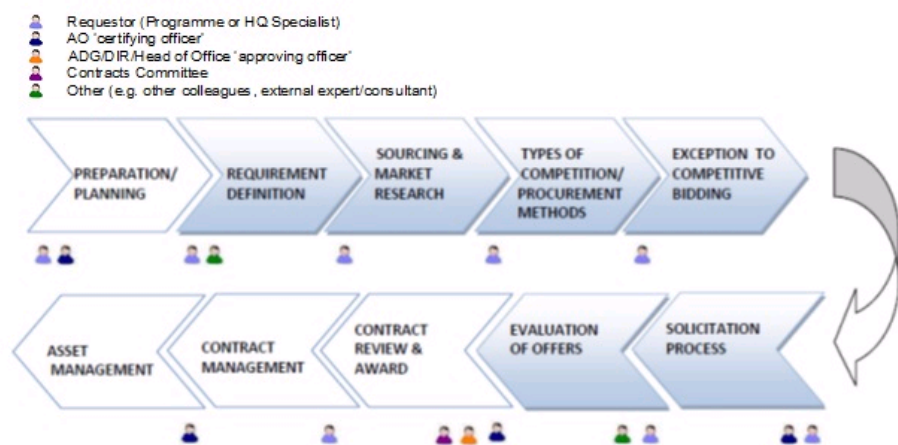 Requestor (Programme or HQ Specialist)
AO 'certifying officer'
ADG/DIR/Head of Office 'approving officer'
Contracts Committee
Other (e.g. other colleagues, external expert/consultant)
PREPARATION/
PLANNING
REQUIREMENT
DEFINITION
SOURCING &
MARKET
RESEARCH
TYPES OF
COMPETITION/
PROCUREMENT
METHODS
EXCEPTION TO
COMPETITIVE
BIDDING
ASSET
MANAGEMENT
CONTRACT
MANAGEMENT
CONTRACT
REVIEW &
AWARD
EVALUATION
OF OFFERS
SOLICITATION
PROCESS